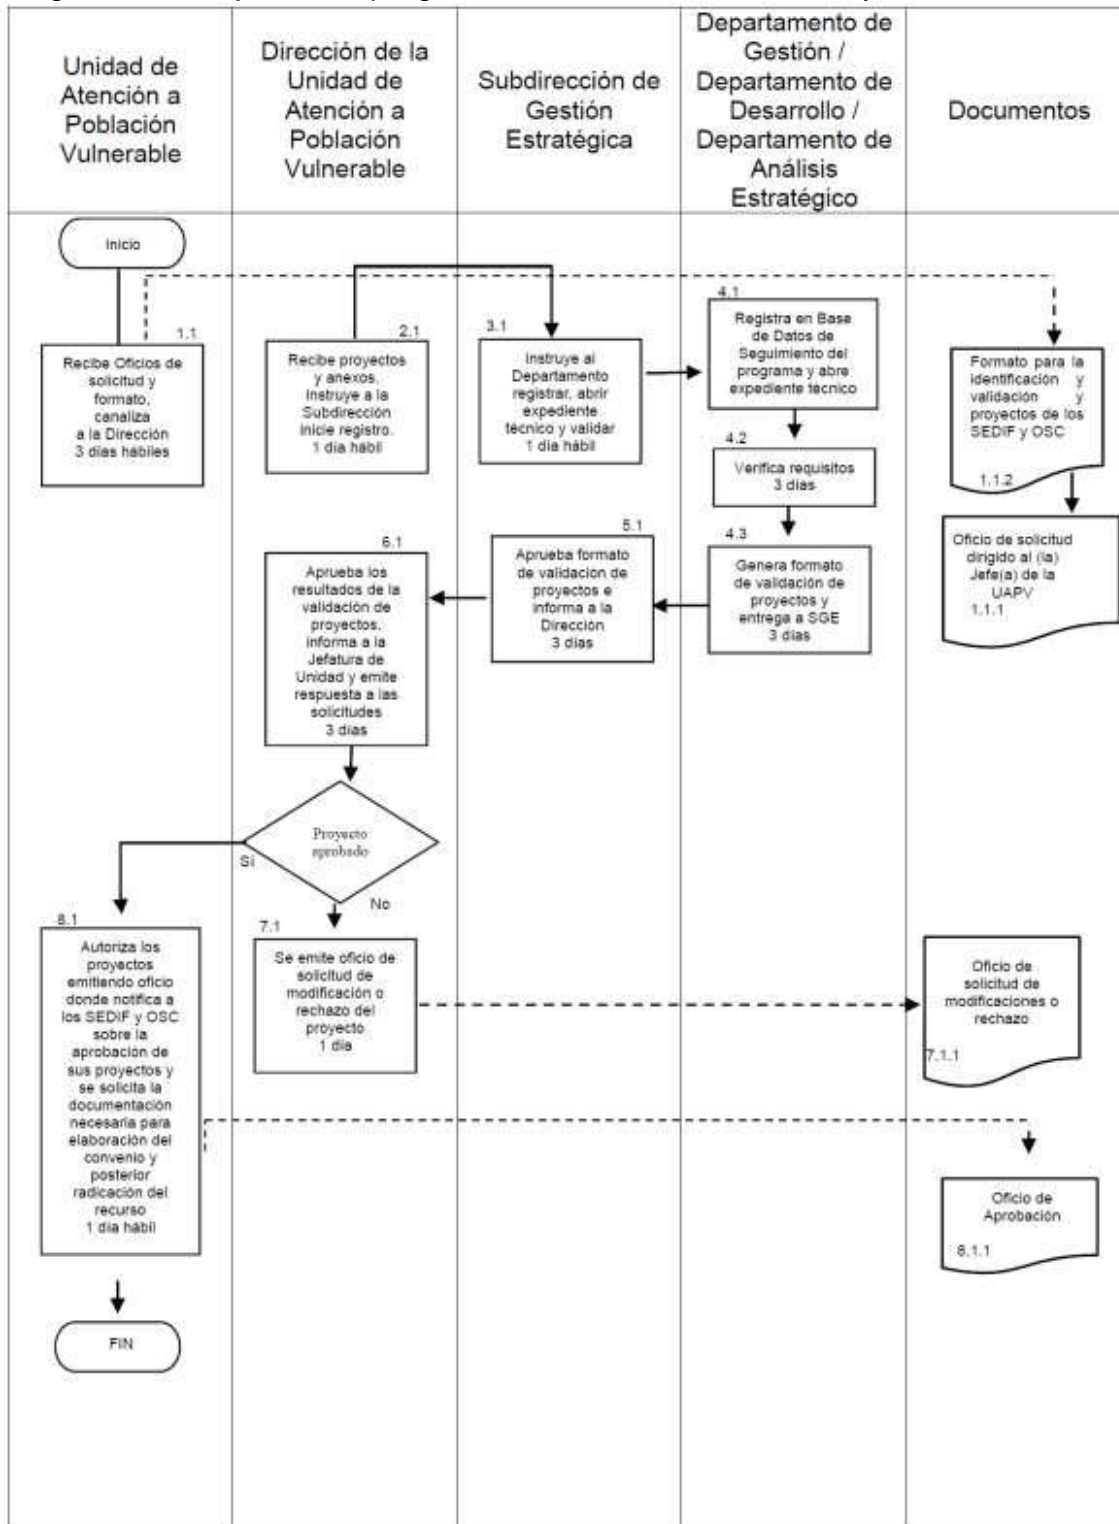 Unidad de
Atención a
Población
Vulnerable
Dirección de la
Unidad de
Atención a
Población
Vulnerable
Subdirección de
Gestión
Estratégica
Departamento de
Gestión /
Departamento de
Desarrollo /
Departamento de
Análisis
Estratégico
Documentos
Inicio
1.1
Recibe Oficios de
solicitud y
formato,
canaliza
a la Dirección
3 días hábiles
2.1
Recibe proyectos
y anexos.
Instruye a la
Subdirección
Inicie registro.
1 día hábil
3.1
Instruye al
Departamento
registrar, abrir
expediente
técnico y validar
1 día hábil
4.1
Registra en Base
de Datos de
Seguimiento del
programa y abre
expediente técnico
4.2
Verifica requisitos
3 días
4.3
Genera formato
de validación de
proyectos y
entrega a SGE
3 días
Formato para la
identificación y
validación y
proyectos de los
SEDIF y OSC
1.1.2
Oficio de solicitud
dirigido al (la)
Jefe(a) de la
UAPV
1.1.1
5.1
Aprueba formato
de validación de
proyectos e
informa a la
Dirección
3 días
6.1
Aprueba los
resultados de la
validación de
proyectos,
informa a la
Jefatura de
Unidad y emite
respuesta a las
solicitudes
3 días
Proyecto
aprobado
Si
No
8.1
Autoriza los
proyectos
emitiendo oficio
donde notifica a
los SEDIF y OSC
sobre la
aprobación de
sus proyectos y
se solicita la
documentación
necesaria para
elaboración del
convenio y
posterior
radicación del
recurso
1 día hábil
7.1
Se emite oficio de
solicitud de
modificación o
rechazo del
proyecto
1 día
Oficio de
solicitud de
modificaciones o
rechazo
7.1.1
Oficio de
Aprobación
8.1.1
FIN